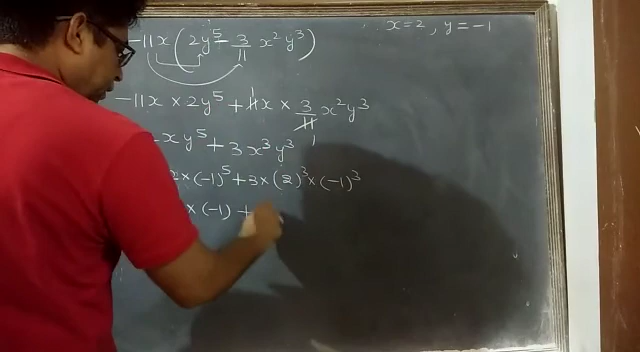 x = 2, y = -1
-11x (2y⁵ - 3/11 x²y³)
-11x × 2y⁵ + 11x × 3/11 x²y³
xy⁵ + 3x³y³
2 × (-1)⁵ + 3 × (2)³ × (-1)³
× (-1) +